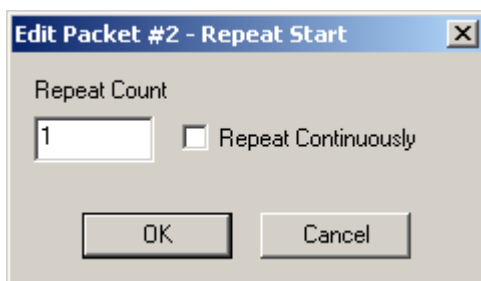 Edit Packet #2 - Repeat Start
Repeat Count
1 Repeat Continuously
OK Cancel